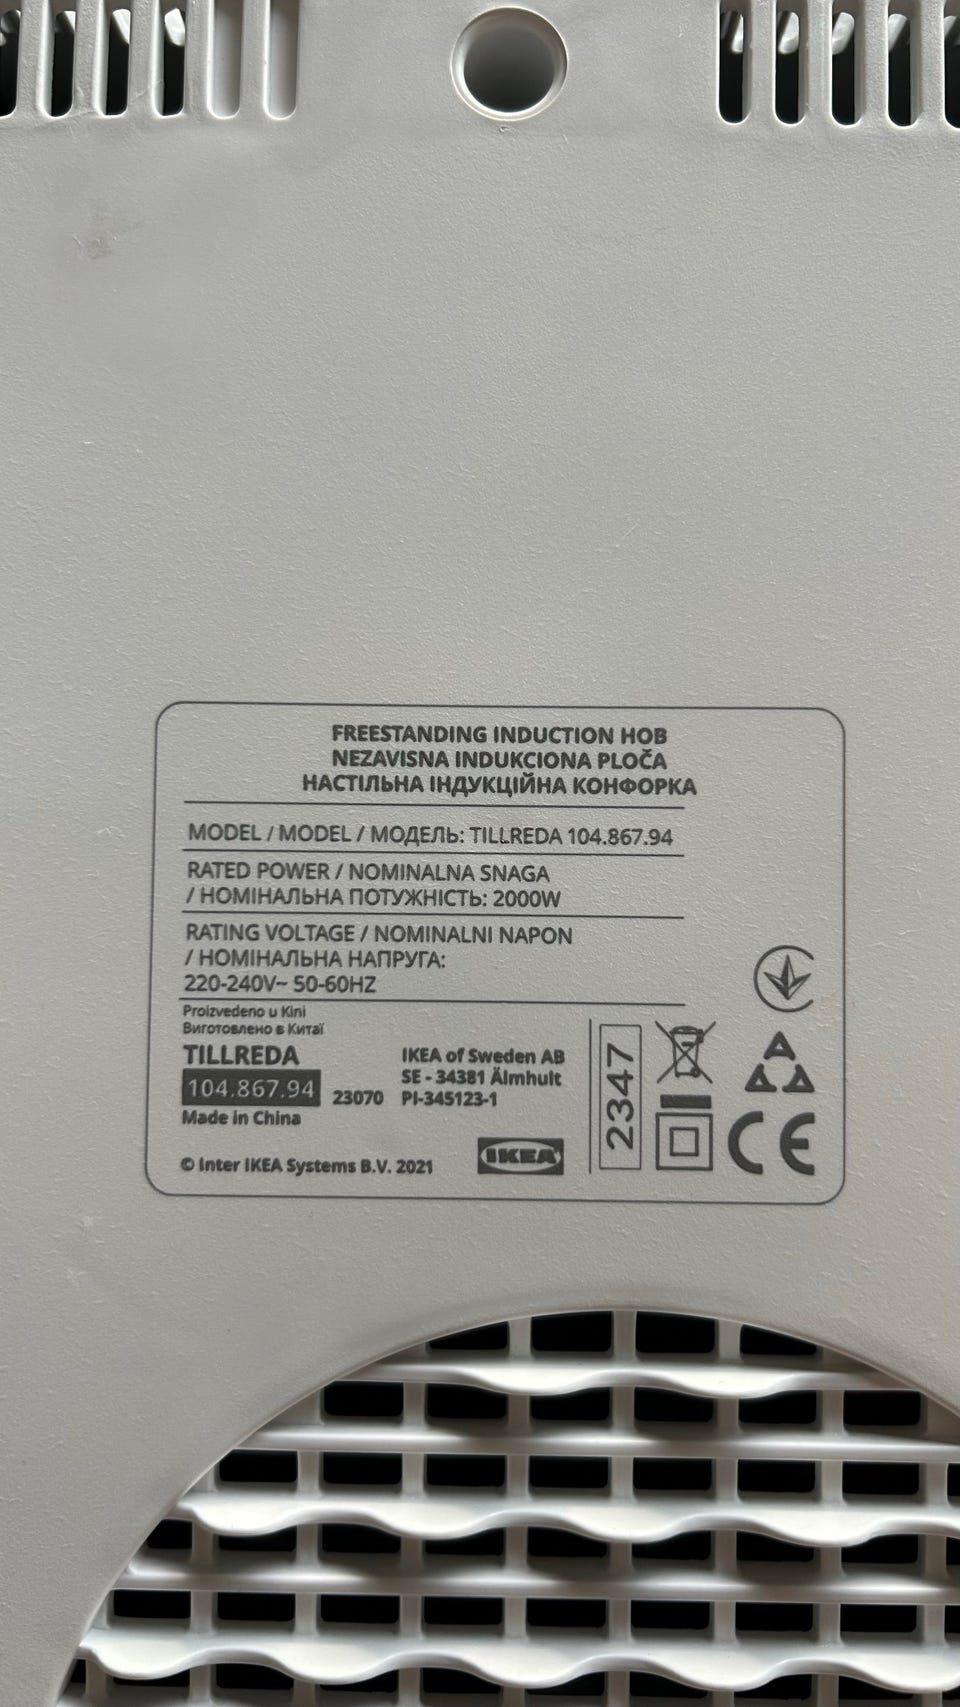 FREESTANDING INDUCTION HOB
NEZAVISNA INDUKCIONA PLOČA
НАСТІЛЬНА ІНДУКЦІЙНА КОНФОРКА
MODEL / MODEL / МОДЕЛЬ: TILLREDA 104.867.94
RATED POWER / NOMINALNA SNAGA
/ НОМІНАЛЬНА ПОТУЖНІСТЬ: 2000W
RATING VOLTAGE / NOMINALNI NAPON
/ НОМІНАЛЬНА НАПРУГА:
220-240V~ 50-60HZ
Proizvedeno u Kini
Виготовлено в Китаї
TILLREDA
104.867.94
23070
Made in China
IKEA of Sweden AB
SE - 34381 Älmhult
PI-345123-1
© Inter IKEA Systems B.V. 2021
IKEA
2347
CE